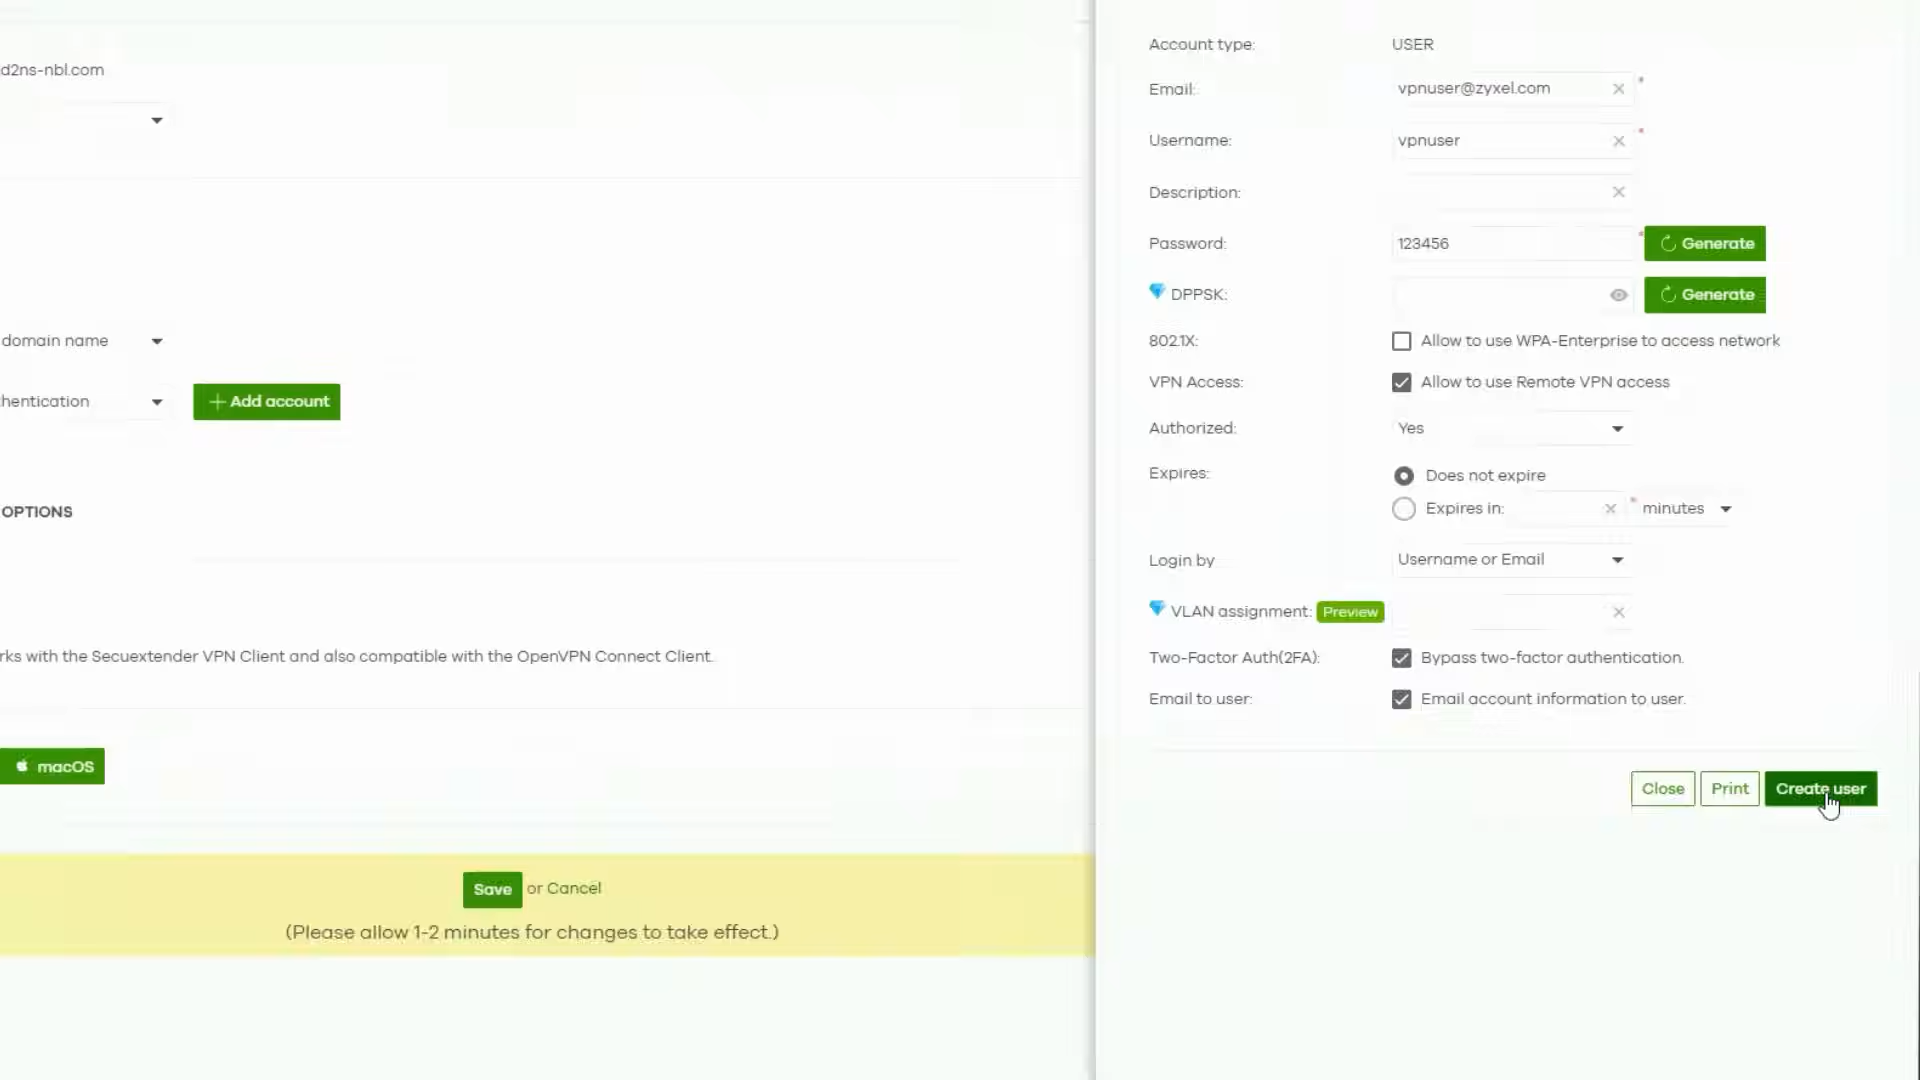 d2ns-nbl.com
domain name
hentication
Add account
OPTIONS
rks with the Secuextender VPN Client and also compatible with the OpenVPN Connect Client.
macOS
Save or Cancel
(Please allow 1-2 minutes for changes to take effect.)
Account type: USER
Email: vpnuser@zyxel.com *
Username: vpnuser *
Description:
Password: 123456 * Generate
DPPSK: Generate
802.1X: Allow to use WPA-Enterprise to access network
VPN Access: Allow to use Remote VPN access
Authorized: Yes
Expires: Does not expire
Expires in: * minutes
Login by Username or Email
VLAN assignment: Preview
Two-Factor Auth(2FA): Bypass two-factor authentication.
Email to user: Email account information to user.
Close Print Create user